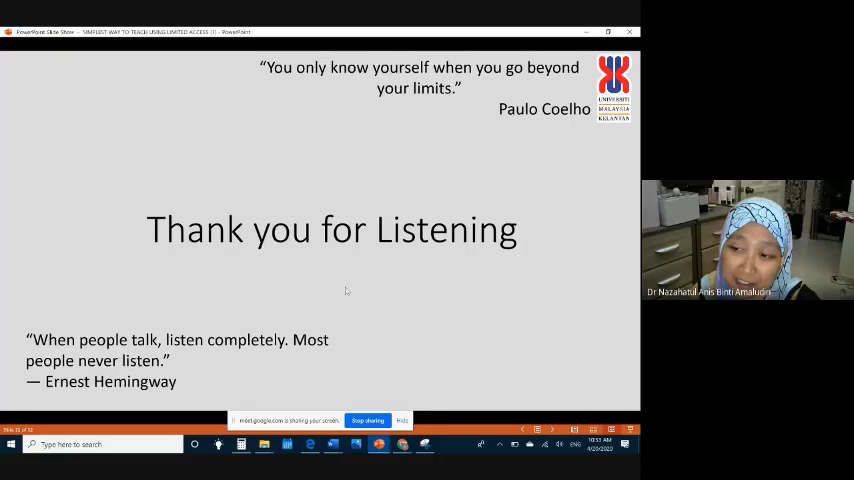 PowerPoint Slide Show - SIMPLEST WAY TO TEACH USING LIMITED ACCESS (1) - PowerPoint
“You only know yourself when you go beyond
your limits.”
Paulo Coelho
UNIVERSITI
MALAYSIA
KELANTAN
Thank you for Listening
Dr Nazahatul Anis Binti Amaludin
“When people talk, listen completely. Most
people never listen.”
— Ernest Hemingway
meet.google.com is sharing your screen.
Stop sharing
Hide
Slide 32 of 32
Type here to search
ENG
10:53 AM
4/20/2020